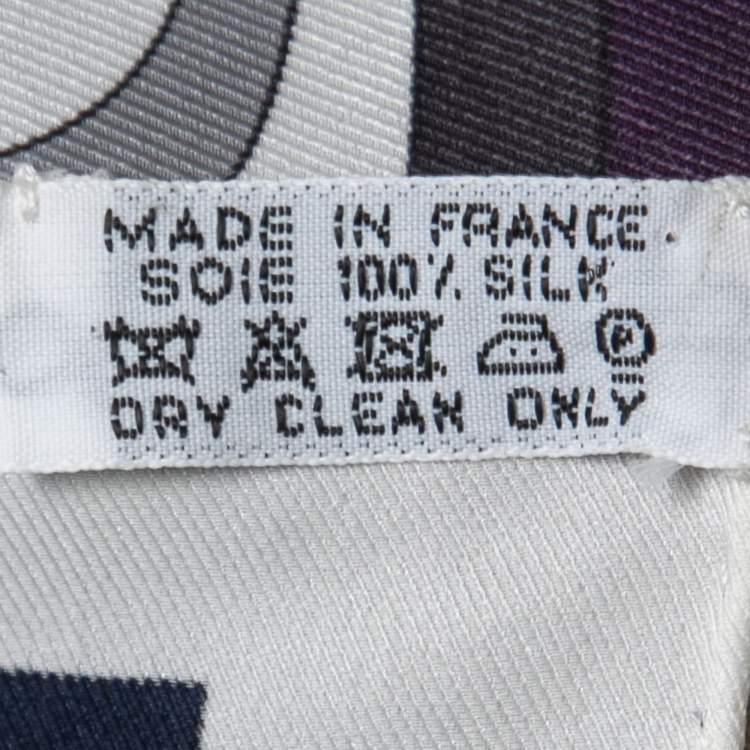 MADE IN FRANCE
SOIE 100% SILK
P
DRY CLEAN ONLY